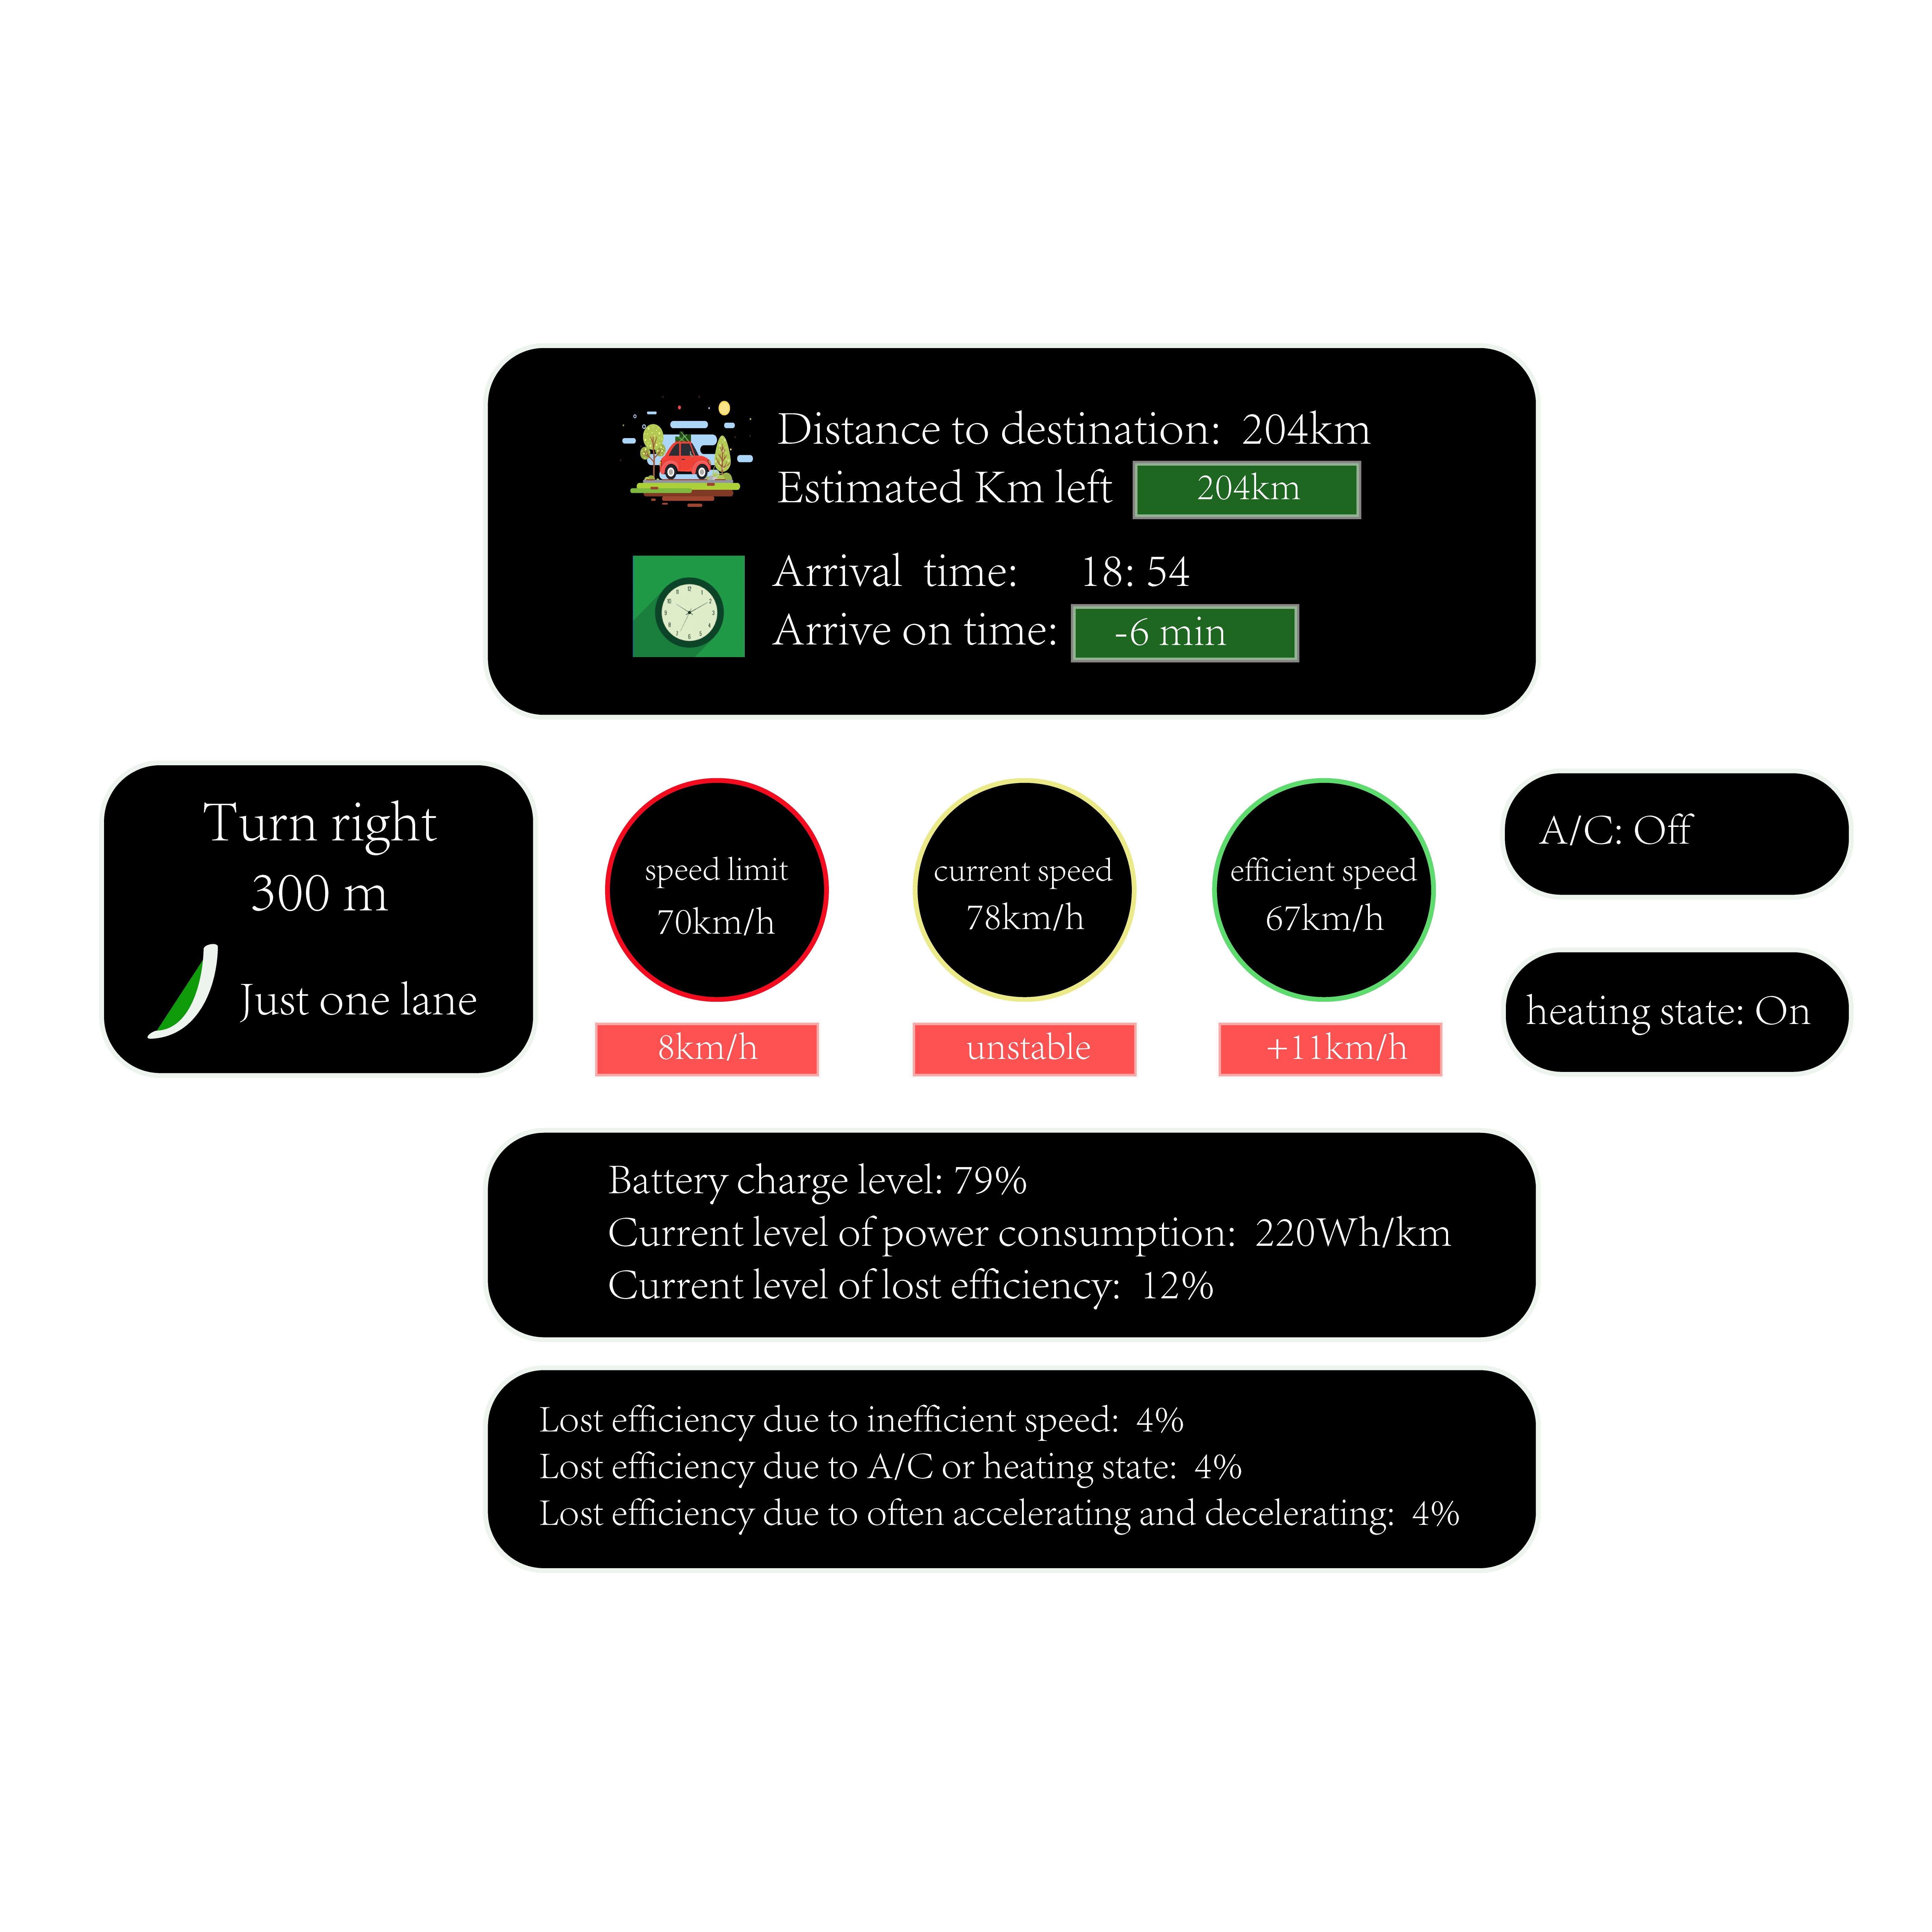 Distance to destination: 204km
Estimated Km left 204km
Arrival time: 18: 54
Arrive on time: -6 min
Turn right
300 m
Just one lane
speed limit
70km/h
8km/h
current speed
78km/h
unstable
efficient speed
67km/h
+11km/h
A/C: Off
heating state: On
Battery charge level: 79%
Current level of power consumption: 220Wh/km
Current level of lost efficiency: 12%
Lost efficiency due to inefficient speed: 4%
Lost efficiency due to A/C or heating state: 4%
Lost efficiency due to often accelerating and decelerating: 4%